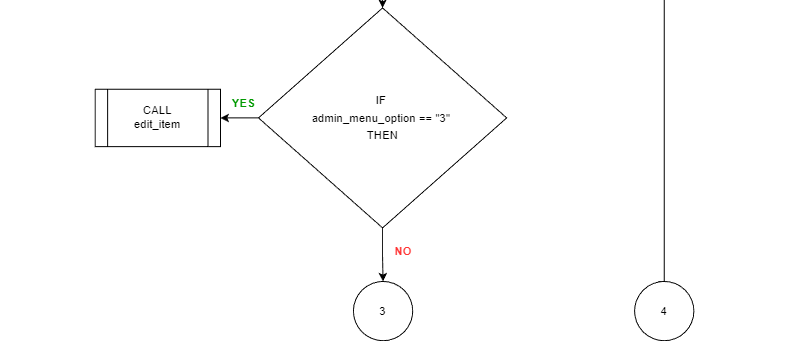 IF
CALL
YES
admin_menu_option == "3"
edit_item
THEN
NO
3
4